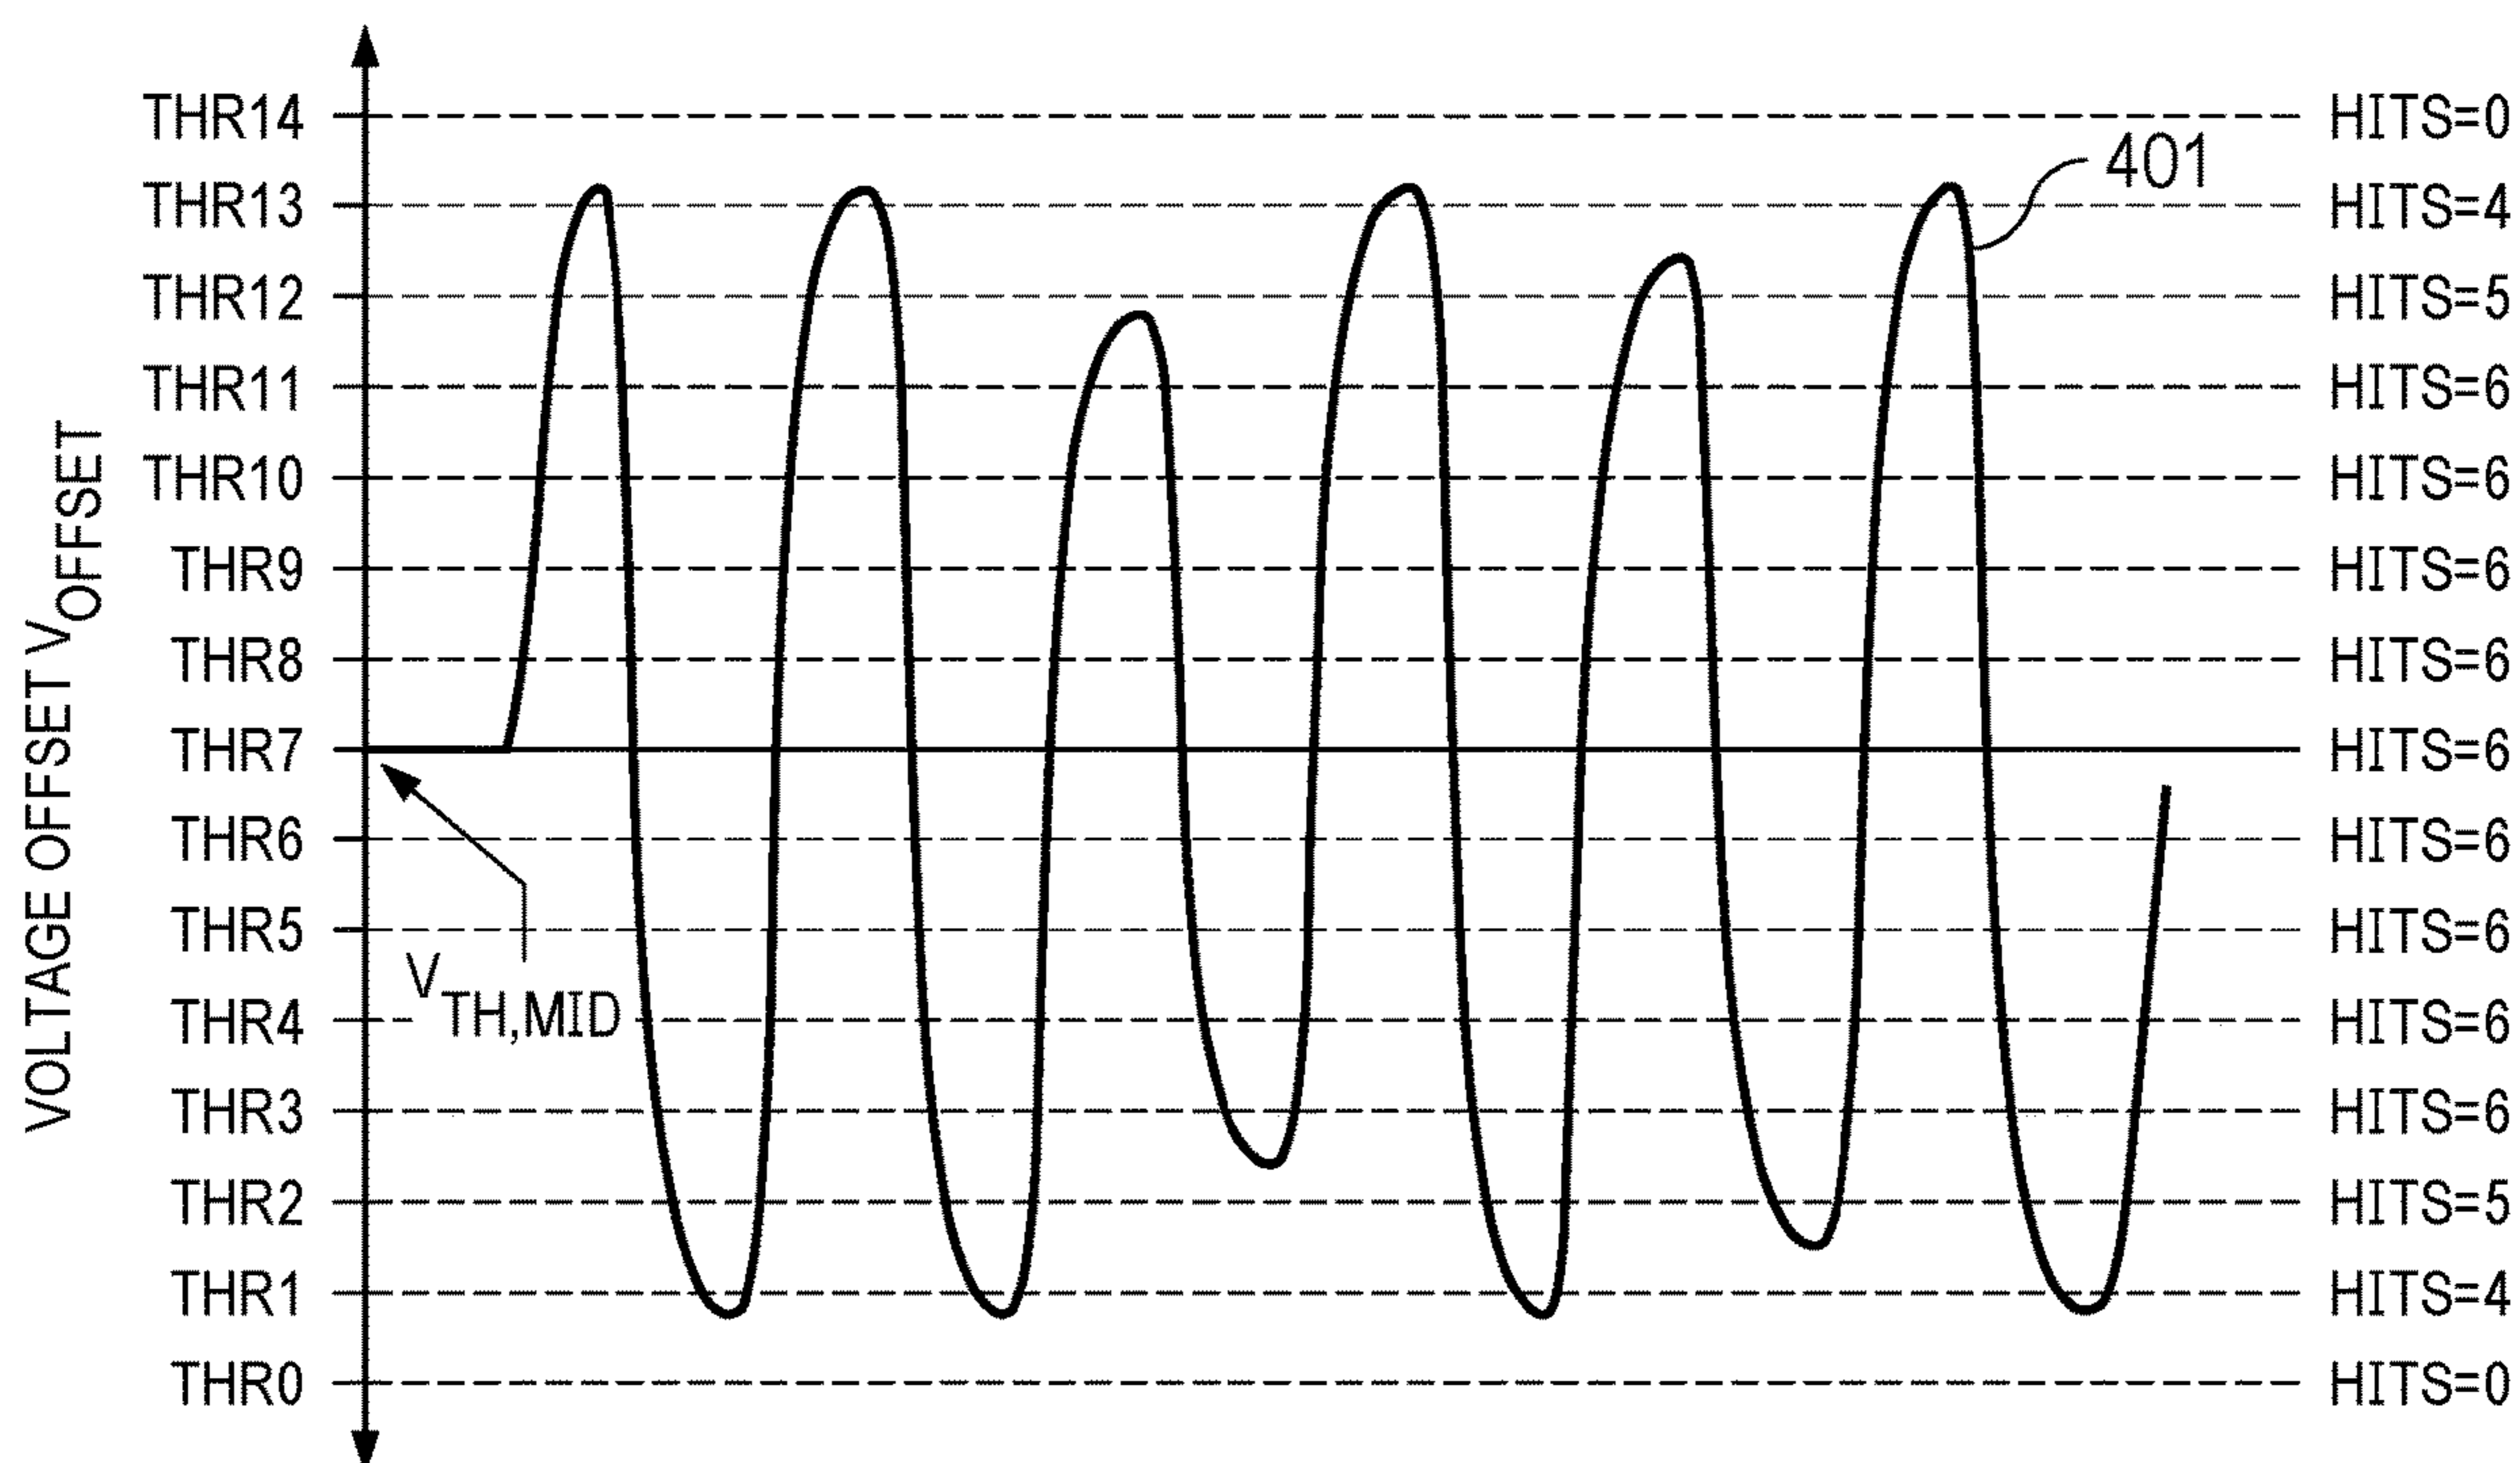 THR14 HITS=0
401
THR13 HITS=4
THR12 HITS=5
THR11 HITS=6
THR10 HITS=6
THR9 HITS=6
THR8 HITS=6
THR7 HITS=6
THR6 HITS=6
THR5 HITS=6
VTH,MID
THR4 HITS=6
THR3 HITS=6
THR2 HITS=5
THR1 HITS=4
THR0 HITS=0
VOLTAGE OFFSET VOFFSET